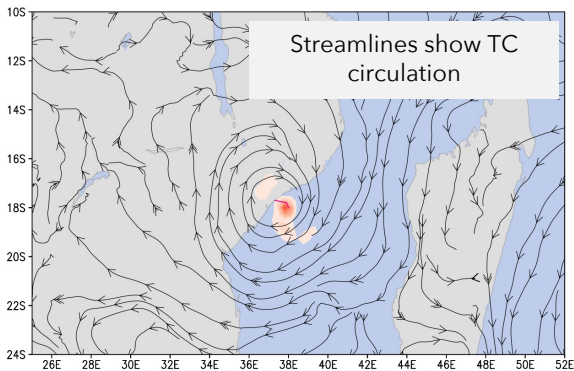 10S
Streamlines show TC
circulation
12S
14S
16S
18S
20S
22S
24S
26E 28E 30E 32E 34E 36E 38E 40E 42E 44E 46E 48E 50E 52E